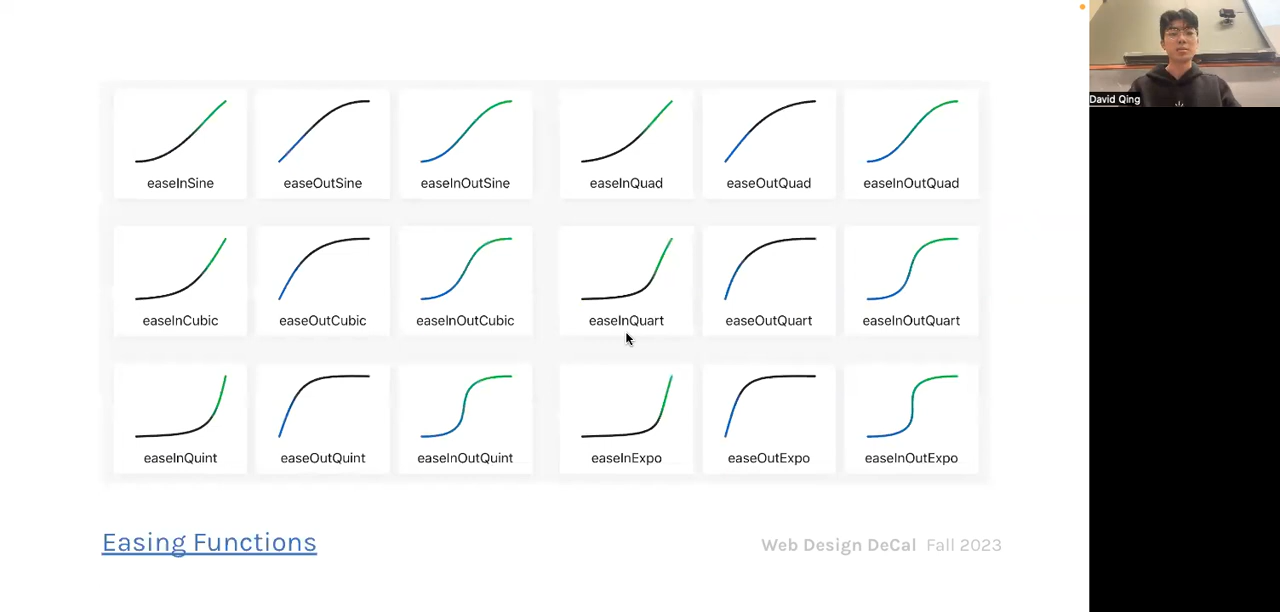 David Qing
easeInSine easeOutSine easeInOutSine easeInQuad easeOutQuad easeInOutQuad
easeInCubic easeOutCubic easeInOutCubic easeInQuart easeOutQuart easeInOutQuart
easeInQuint easeOutQuint easeInOutQuint easeInExpo easeOutExpo easeInOutExpo
Easing Functions
Web Design DeCal Fall 2023